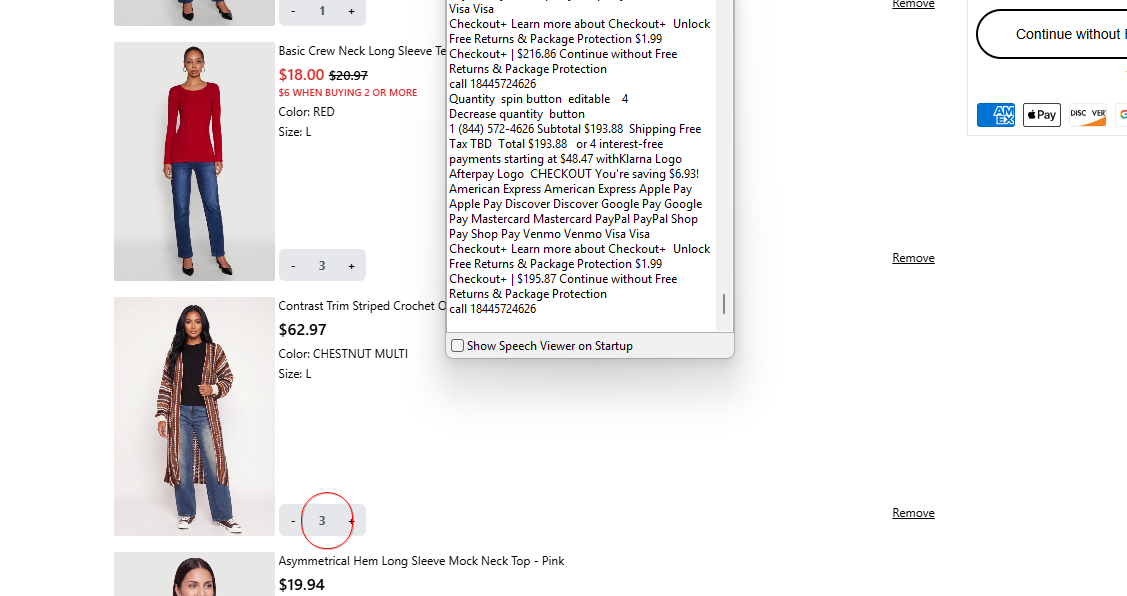 - 1 +
Remove
Basic Crew Neck Long Sleeve Te
$18.00 $20.97
$6 WHEN BUYING 2 OR MORE
Color: RED
Size: L
- 3 +
Remove
Contrast Trim Striped Crochet
$62.97
Color: CHESTNUT MULTI
Size: L
- 3 +
Remove
Asymmetrical Hem Long Sleeve Mock Neck Top - Pink
$19.94
Visa Visa
Checkout+ Learn more about Checkout+ Unlock
Free Returns & Package Protection $1.99
Checkout+ | $216.86 Continue without Free
Returns & Package Protection
call 18445724626
Quantity spin button editable 4
Decrease quantity button
1 (844) 572-4626 Subtotal $193.88 Shipping Free
Tax TBD Total $193.88 or 4 interest-free
payments starting at $48.47 withKlarna Logo
Afterpay Logo CHECKOUT You're saving $6.93!
American Express American Express Apple Pay
Apple Pay Discover Discover Google Pay Google
Pay Mastercard Mastercard PayPal PayPal Shop
Pay Shop Pay Venmo Venmo Visa Visa
Checkout+ Learn more about Checkout+ Unlock
Free Returns & Package Protection $1.99
Checkout+ | $195.87 Continue without Free
Returns & Package Protection
call 18445724626
Show Speech Viewer on Startup
Continue without
AM
EX
Pay
DISC VER
G